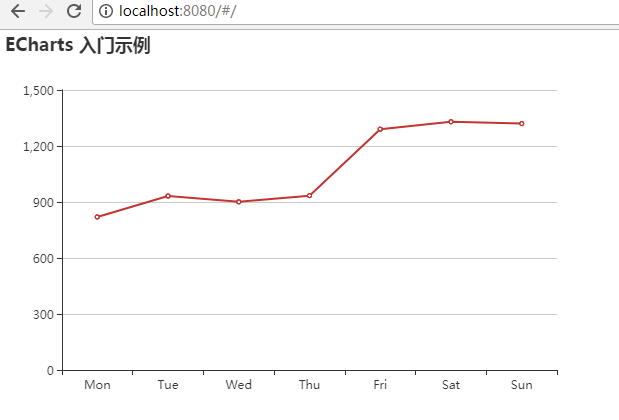 localhost:8080/#/
ECharts 入门示例
1,500
1,200
900
600
300
0
Mon Tue Wed Thu Fri Sat Sun